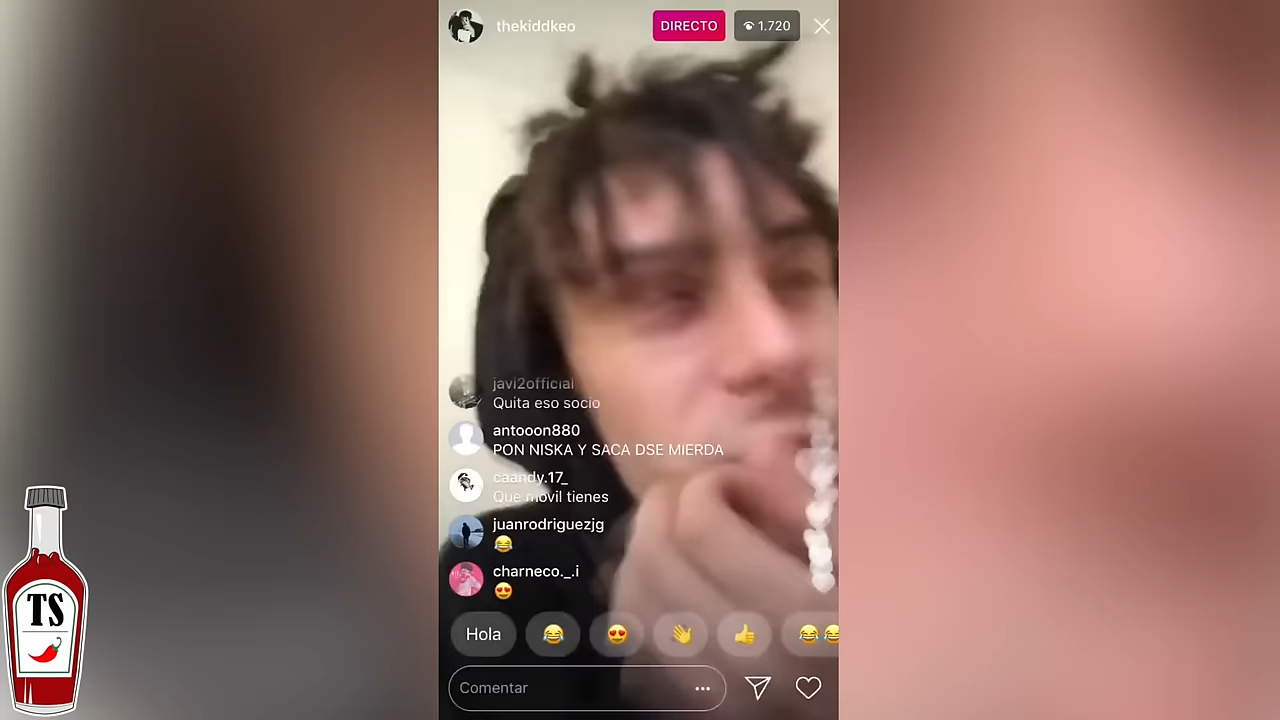 thekiddkeo
DIRECTO
1.720
javi2official
Quita eso socio
antooon880
PON NISKA Y SACA DSE MIERDA
caandy.17_
Que movil tienes
juanrodriguezjg
😂
charneco._.i
😍
Hola 😂 😍 👋 👍 😂 😂
Comentar
TS